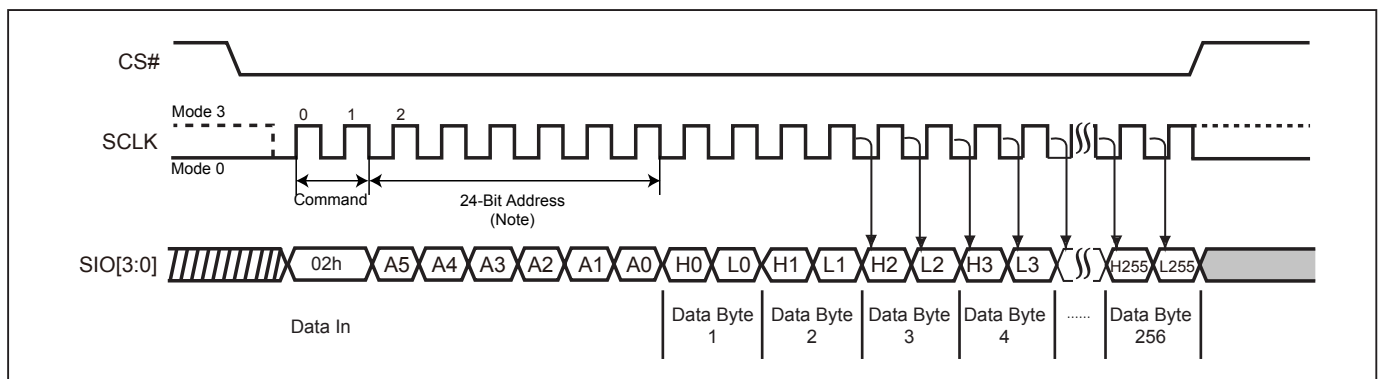 CS#
Mode 3
0 1 2
SCLK
Mode 0
Command
24-Bit Address
(Note)
SIO[3:0] 02h A5 A4 A3 A2 A1 A0 H0 L0 H1 L1 H2 L2 H3 L3 H255 L255
Data In
Data Byte
1
Data Byte
2
Data Byte
3
Data Byte
4
......
Data Byte
256